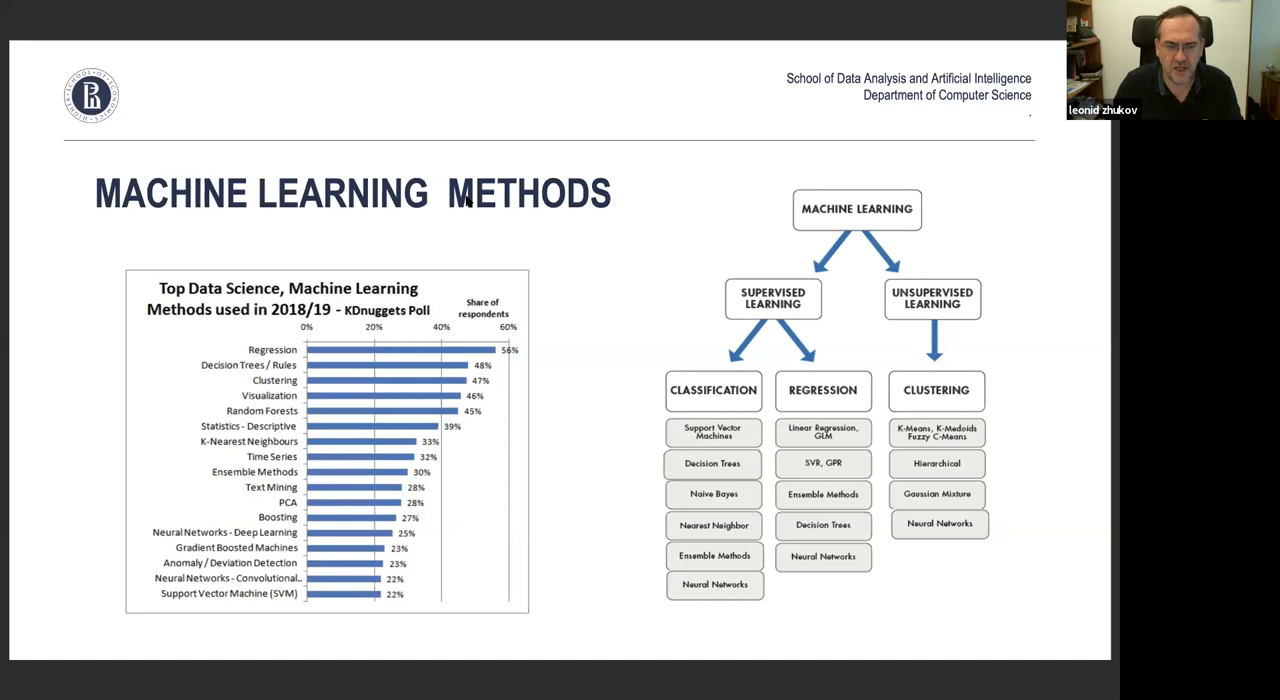 School of Data Analysis and Artificial Intelligence
Department of Computer Science
.
leonid zhukov
HIGHER SCHOOL OF ECONOMICS
MACHINE LEARNING METHODS
Top Data Science, Machine Learning
Methods used in 2018/19 - KDnuggets Poll
Share of
respondents
0% 20% 40% 60%
Regression 56%
Decision Trees / Rules 48%
Clustering 47%
Visualization 46%
Random Forests 45%
Statistics - Descriptive 39%
K-Nearest Neighbours 33%
Time Series 32%
Ensemble Methods 30%
Text Mining 28%
PCA 28%
Boosting 27%
Neural Networks - Deep Learning 25%
Gradient Boosted Machines 23%
Anomaly / Deviation Detection 23%
Neural Networks - Convolutional.. 22%
Support Vector Machine (SVM) 22%
MACHINE LEARNING
SUPERVISED
LEARNING
UNSUPERVISED
LEARNING
CLASSIFICATION
Support Vector
Machines
Decision Trees
Naive Bayes
Nearest Neighbor
Ensemble Methods
Neural Networks
REGRESSION
Linear Regression,
GLM
SVR, GPR
Ensemble Methods
Decision Trees
Neural Networks
CLUSTERING
K-Means, K-Medoids
Fuzzy C-Means
Hierarchical
Gaussian Mixture
Neural Networks